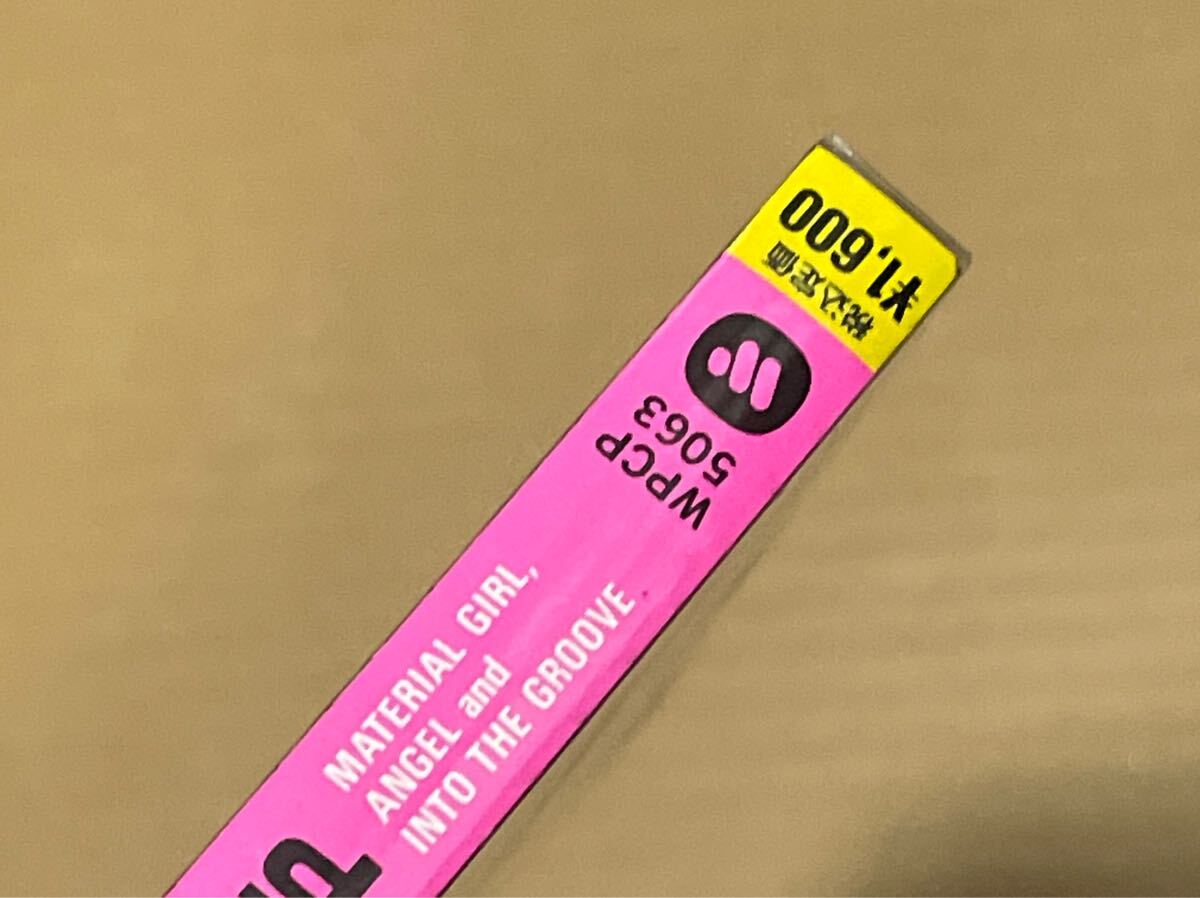 ¥1,600
税込定価
WPCP
5063
MATERIAL GIRL,
ANGEL and
INTO THE GROOVE